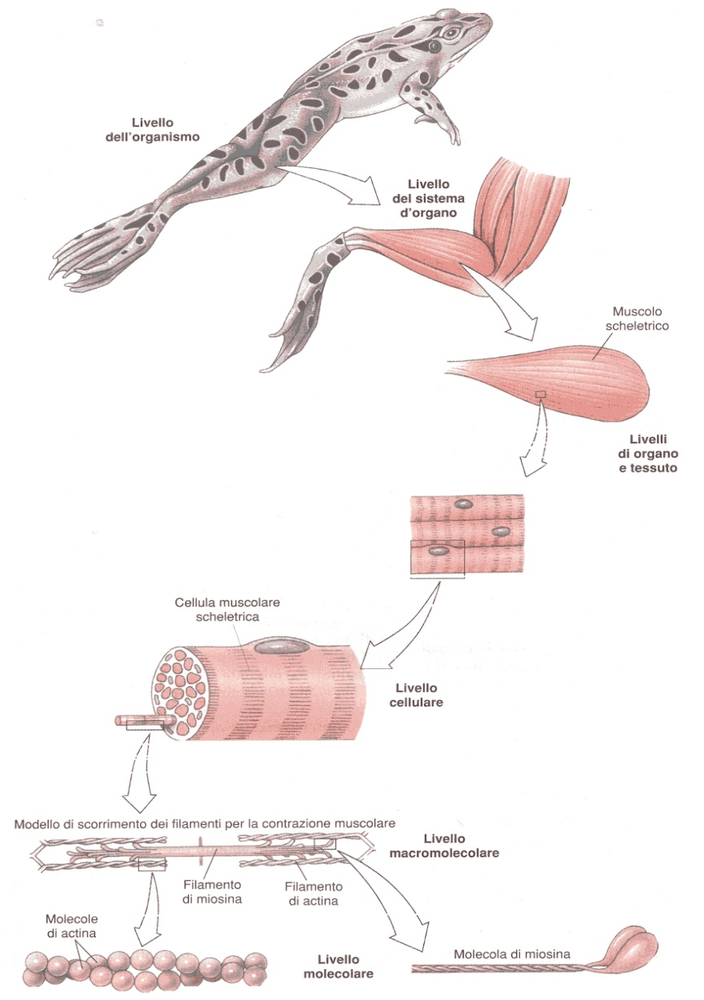 Livello
dell'organismo
Livello
del sistema
d'organo
Muscolo
scheletrico
Livelli
di organo
e tessuto
Cellula muscolare
scheletrica
Livello
cellulare
Modello di scorrimento dei filamenti per la contrazione muscolare
Livello
macromolecolare
Filamento
di miosina
Filamento
di actina
Molecole
di actina
Livello
molecolare
Molecola di miosina